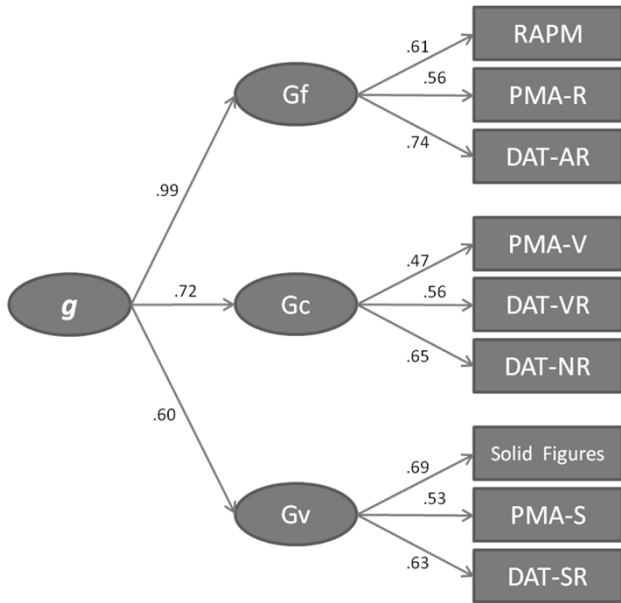 RAPM
.61
Gf
.56
PMA-R
.74
DAT-AR
.99
PMA-V
.47
g
.72
Gc
.56
DAT-VR
.65
DAT-NR
.60
Solid Figures
.69
Gv
.53
PMA-S
.63
DAT-SR